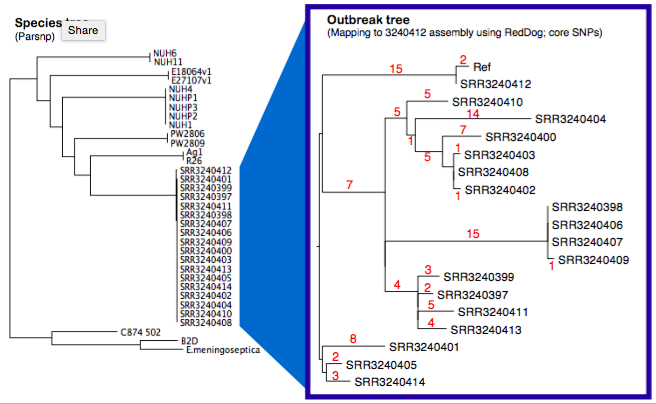 Species tree
(Parsnp)
Share
NUH6
NUH11
E18064v1
E27107v1
NUH4
NUHP1
NUHP3
NUHP2
NUH1
PW2806
PW2809
Ag1
R26
SRR3240412
SRR3240401
SRR3240399
SRR3240397
SRR3240411
SRR3240398
SRR3240407
SRR3240406
SRR3240409
SRR3240400
SRR3240403
SRR3240413
SRR3240405
SRR3240414
SRR3240402
SRR3240404
SRR3240410
SRR3240408
C874 502
B2D
E.meningoseptica
Outbreak tree
(Mapping to 3240412 assembly using RedDog; core SNPs)
2
Ref
15
SRR3240412
5
SRR3240410
5
14
SRR3240404
7
SRR3240400
1
1
SRR3240403
5
SRR3240408
SRR3240402
1
7
SRR3240398
SRR3240406
15
SRR3240407
SRR3240409
1
3
SRR3240399
4
2
SRR3240397
5
SRR3240411
4
SRR3240413
8
SRR3240401
2
SRR3240405
3
SRR3240414